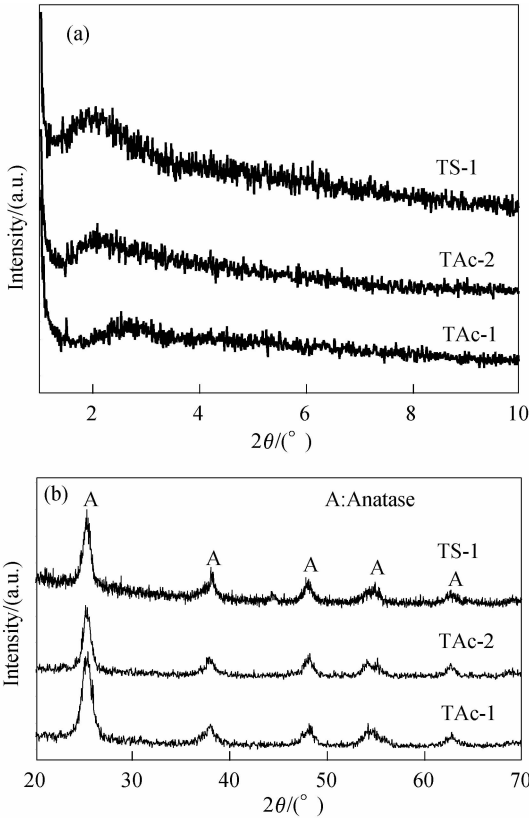 (a)
Intensity/(a.u.)
TS-1
TAc-2
TAc-1
2 4 6 8 10
2θ/(°)
(b)
A A A A A
A:Anatase
Intensity/(a.u.)
TS-1
TAc-2
TAc-1
20 30 40 50 60 70
2θ/(°)